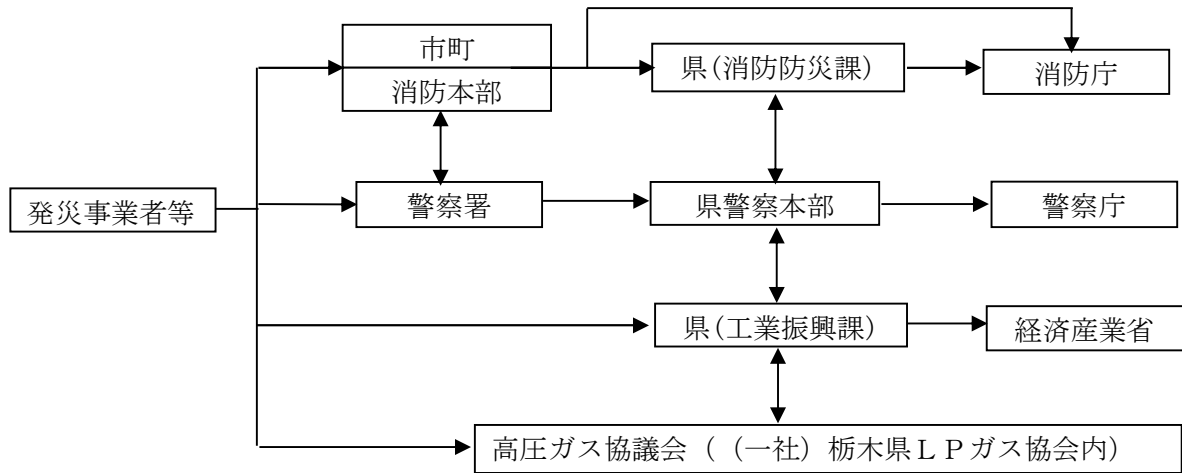 市町
消防本部
県(消防防災課)
消防庁
発災事業者等
警察署
県警察本部
警察庁
県(工業振興課)
経済産業省
高圧ガス協議会((一社)栃木県LPガス協会内)